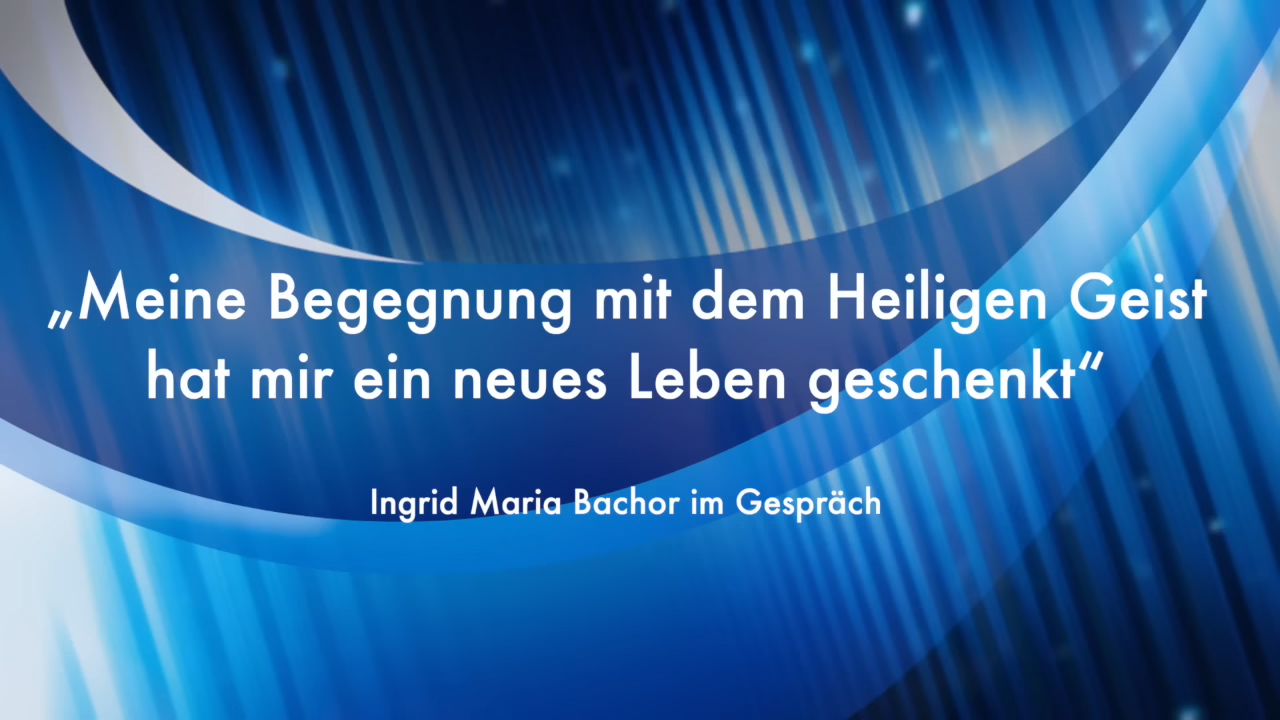 „Meine Begegnung mit dem Heiligen Geist
hat mir ein neues Leben geschenkt“
Ingrid Maria Bachor im Gespräch